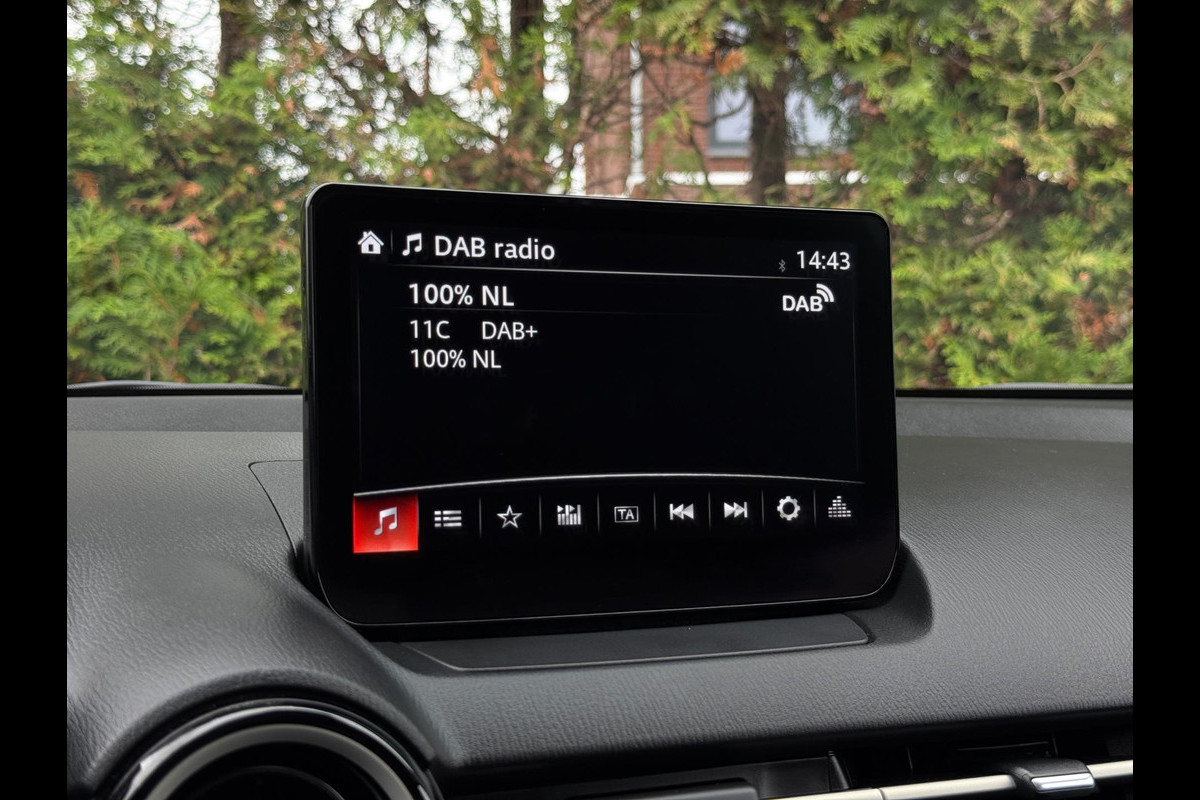 DAB radio
14:43
100% NL
DAB
11C DAB+
100% NL
TA